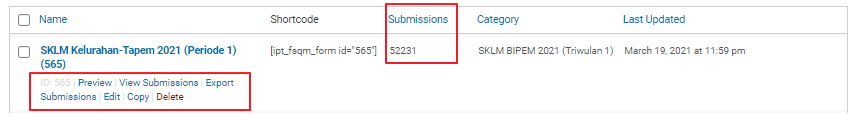 Name Shortcode Submissions Category Last Updated
SKLM Kelurahan-Tapem 2021 (Periode 1) [ipt_fsqm_form id="565"] 52231 SKLM BIPEM 2021 (Triwulan 1) March 19, 2021 at 11:59 pm
(565)
ID: 565 | Preview | View Submissions | Export
Submissions | Edit | Copy | Delete